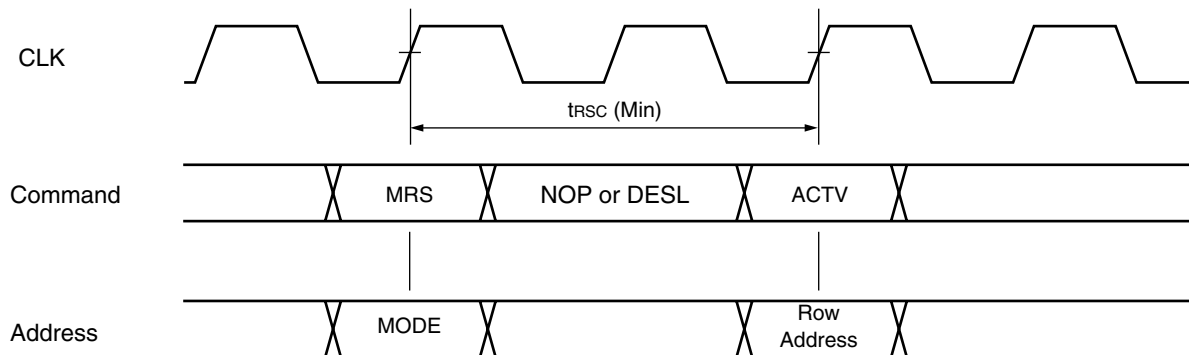 CLK
tRSC (Min)
Command
MRS
NOP or DESL
ACTV
Address
MODE
Row
Address